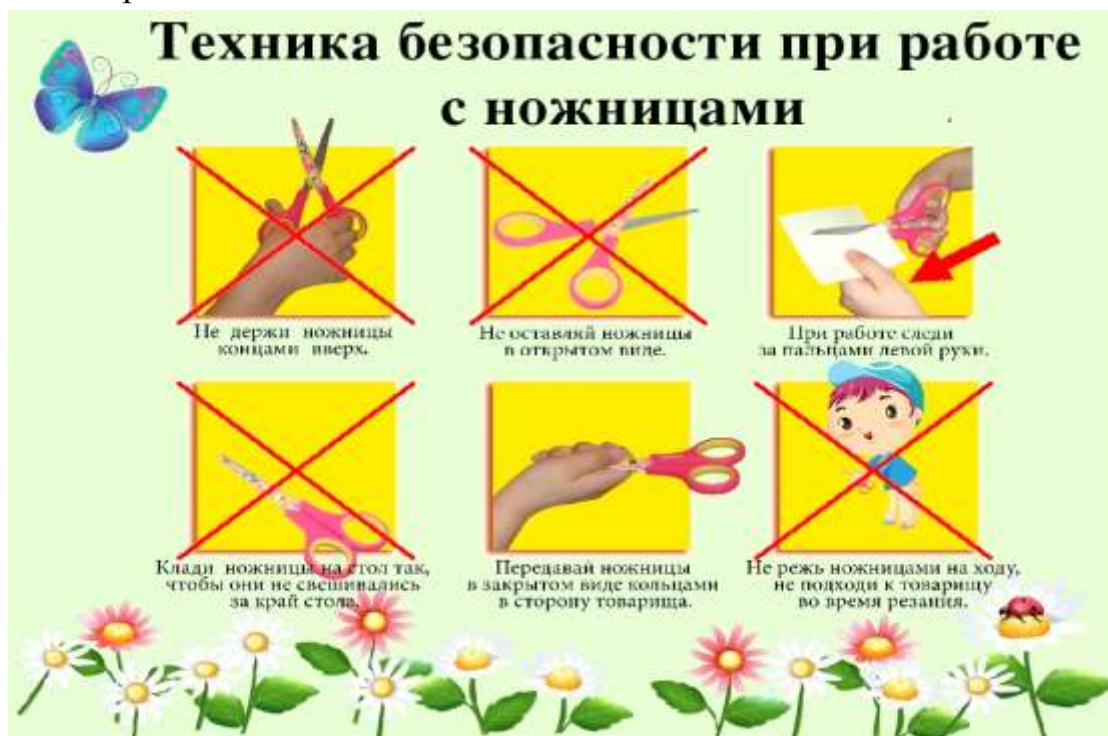 Техника безопасности при работе
с ножницами
Не держи ножницы
концами вверх.
Не оставляй ножницы
в открытом виде.
При работе следи
за пальцами левой руки.
Клади ножницы на стол так,
чтобы они не свешивались
за край стола.
Передавай ножницы
в закрытом виде кольцами
в сторону товарища.
Не режь ножницами на ходу,
не подходи к товарищу
во время резания.